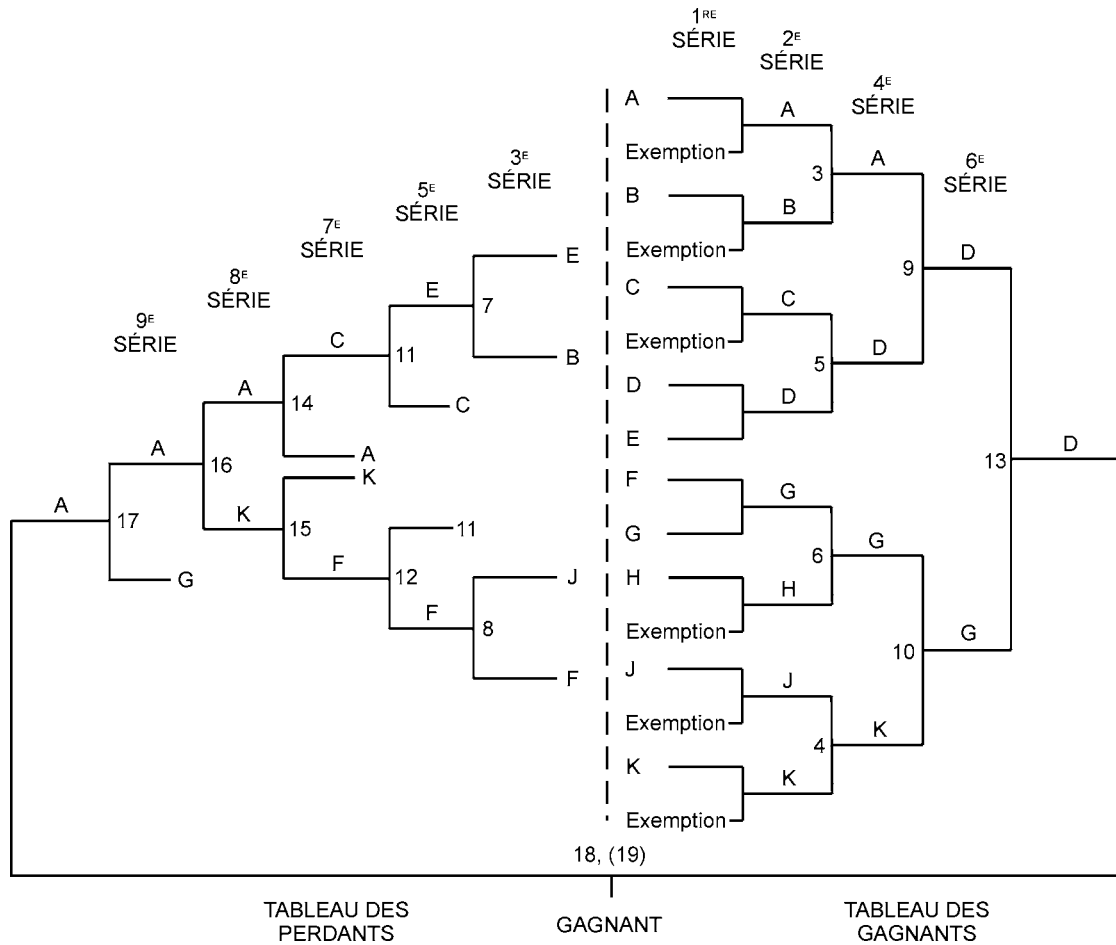 1RE
SÉRIE
2E
SÉRIE
4E
SÉRIE
6E
SÉRIE
3E
SÉRIE
5E
SÉRIE
7E
SÉRIE
8E
SÉRIE
9E
SÉRIE
A
Exemption
B
Exemption
C
Exemption
D
E
F
G
H
Exemption
J
Exemption
K
Exemption
A
B
C
D
G
H
J
K
3
5
6
4
A
D
G
K
9
10
D
G
13
D
E
B
7
E
C
11
C
A
14
A
K
15
K
F
11
12
F
J
8
F
16
A
G
17
A
18, (19)
TABLEAU DES
PERDANTS
GAGNANT
TABLEAU DES
GAGNANTS